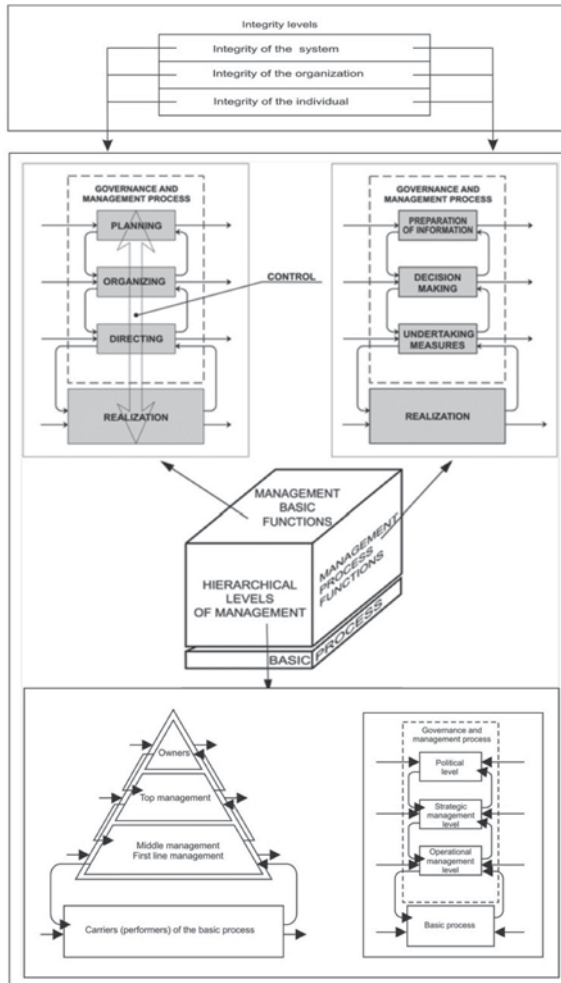 Integrity levels
Integrity of the system
Integrity of the organization
Integrity of the individual
GOVERNANCE AND
MANAGEMENT PROCESS
PLANNING
ORGANIZING
DIRECTING
REALIZATION
CONTROL
GOVERNANCE AND
MANAGEMENT PROCESS
PREPARATION
OF INFORMATION
DECISION
MAKING
UNDERTAKING
MEASURES
REALIZATION
MANAGEMENT
BASIC
FUNCTIONS
HIERARCHICAL
LEVELS
OF MANAGEMENT
MANAGEMENT
PROCESS
FUNCTIONS
BASIC PROCESS
Owners
Top management
Middle management
First line management
Carriers (performers) of the basic process
Governance and
management process
Political
level
Strategic
management
level
Operational
management
level
Basic process